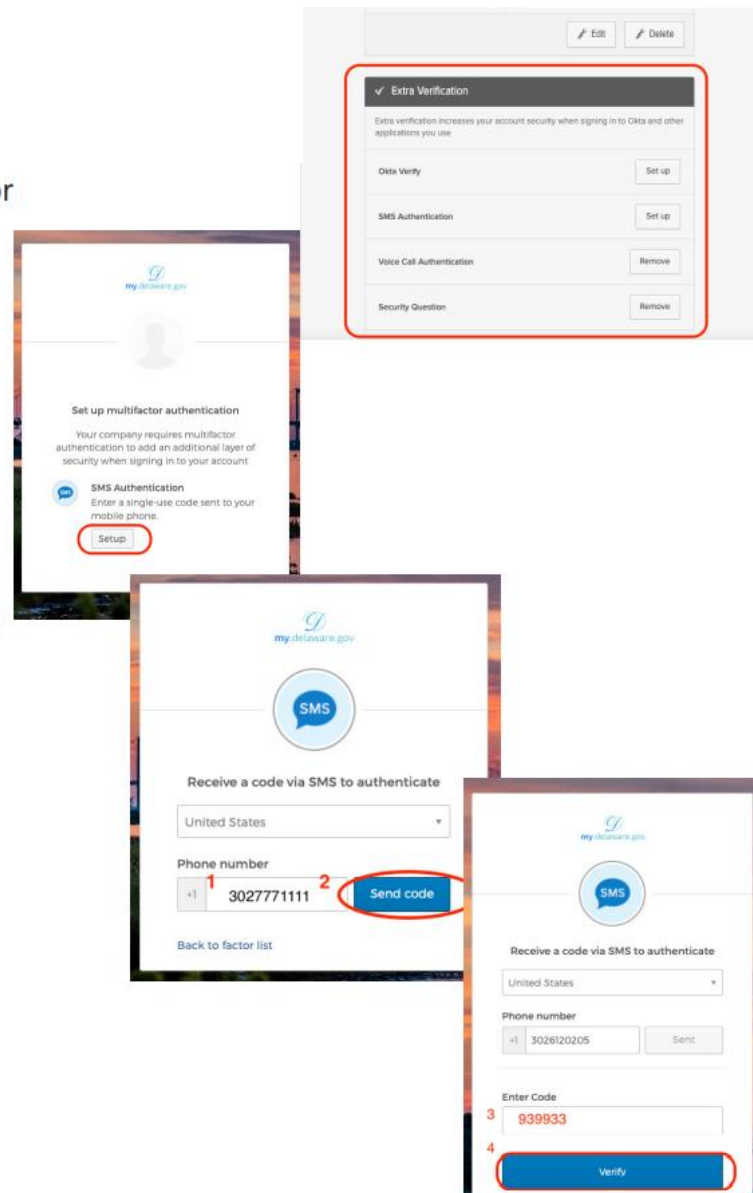 Edit
Delete
Extra Verification
Extra verification increases your account security when signing in to Okta and other
applications you use
Okta Verify
Set up
SMS Authentication
Set up
Voice Call Authentication
Remove
Security Question
Remove
or
my.delaware.gov
Set up multifactor authentication
Your company requires multifactor
authentication to add an additional layer of
security when signing in to your account
SMS
SMS Authentication
Enter a single-use code sent to your
mobile phone.
Setup
my.delaware.gov
SMS
Receive a code via SMS to authenticate
United States
Phone number
+1 1 3027771111 2 Send code
Back to factor list
my.delaware.gov
SMS
Receive a code via SMS to authenticate
United States
Phone number
+1 3026120205 Sent
Enter Code
3 939933
4
Verify